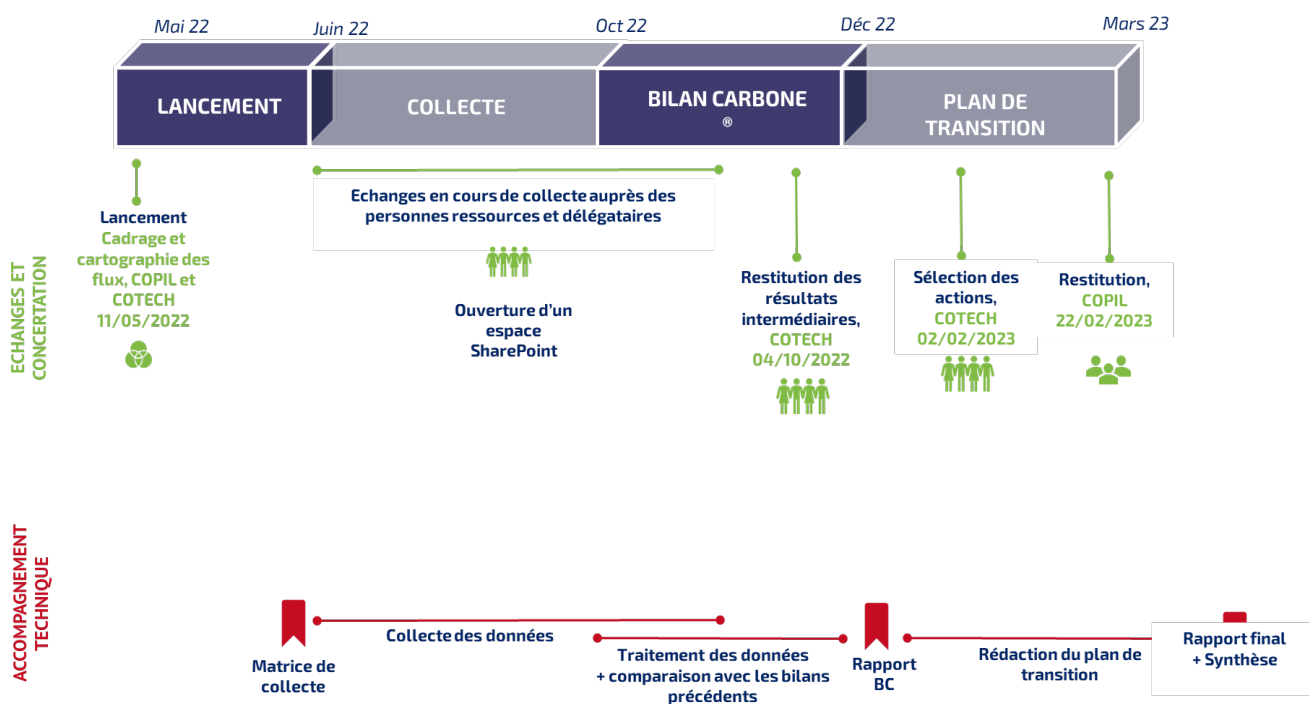 Mai 22
Juin 22
Oct 22
Déc 22
Mars 23
LANCEMENT
COLLECTE
BILAN CARBONE
®
PLAN DE
TRANSITION
ECHANGES ET
CONCERTATION
Lancement
Cadrage et
cartographie des
flux, COPIL et
COTECH
11/05/2022
Echanges en cours de collecte auprès des
personnes ressources et délégataires
Ouverture d’un
espace
SharePoint
Restitution des
résultats
intermédiaires,
COTECH
04/10/2022
Sélection des
actions,
COTECH
02/02/2023
Restitution,
COPIL
22/02/2023
ACCOMPAGNEMENT
TECHNIQUE
Matrice de
collecte
Collecte des données
Traitement des données
+ comparaison avec les bilans
précédents
Rapport
BC
Rédaction du plan de
transition
Rapport final
+ Synthèse